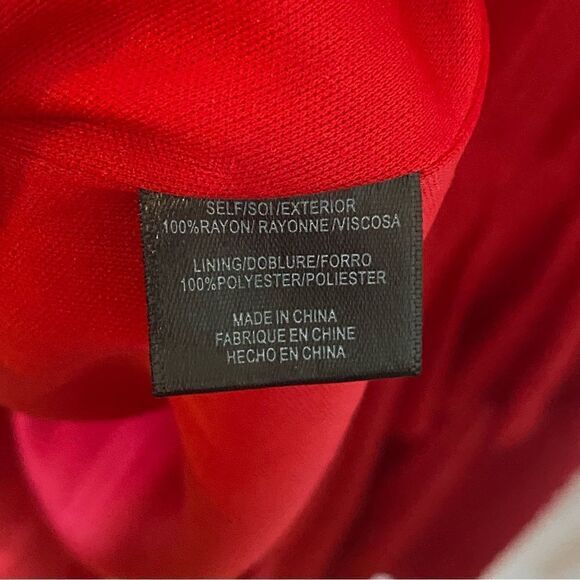 SELF/SOI/EXTERIOR
100%RAYON/ RAYONNE/VISCOSA
LINING/DOBLURE/FORRO
100%POLYESTER/POLIESTER
MADE IN CHINA
FABRIQUE EN CHINE
HECHO EN CHINA